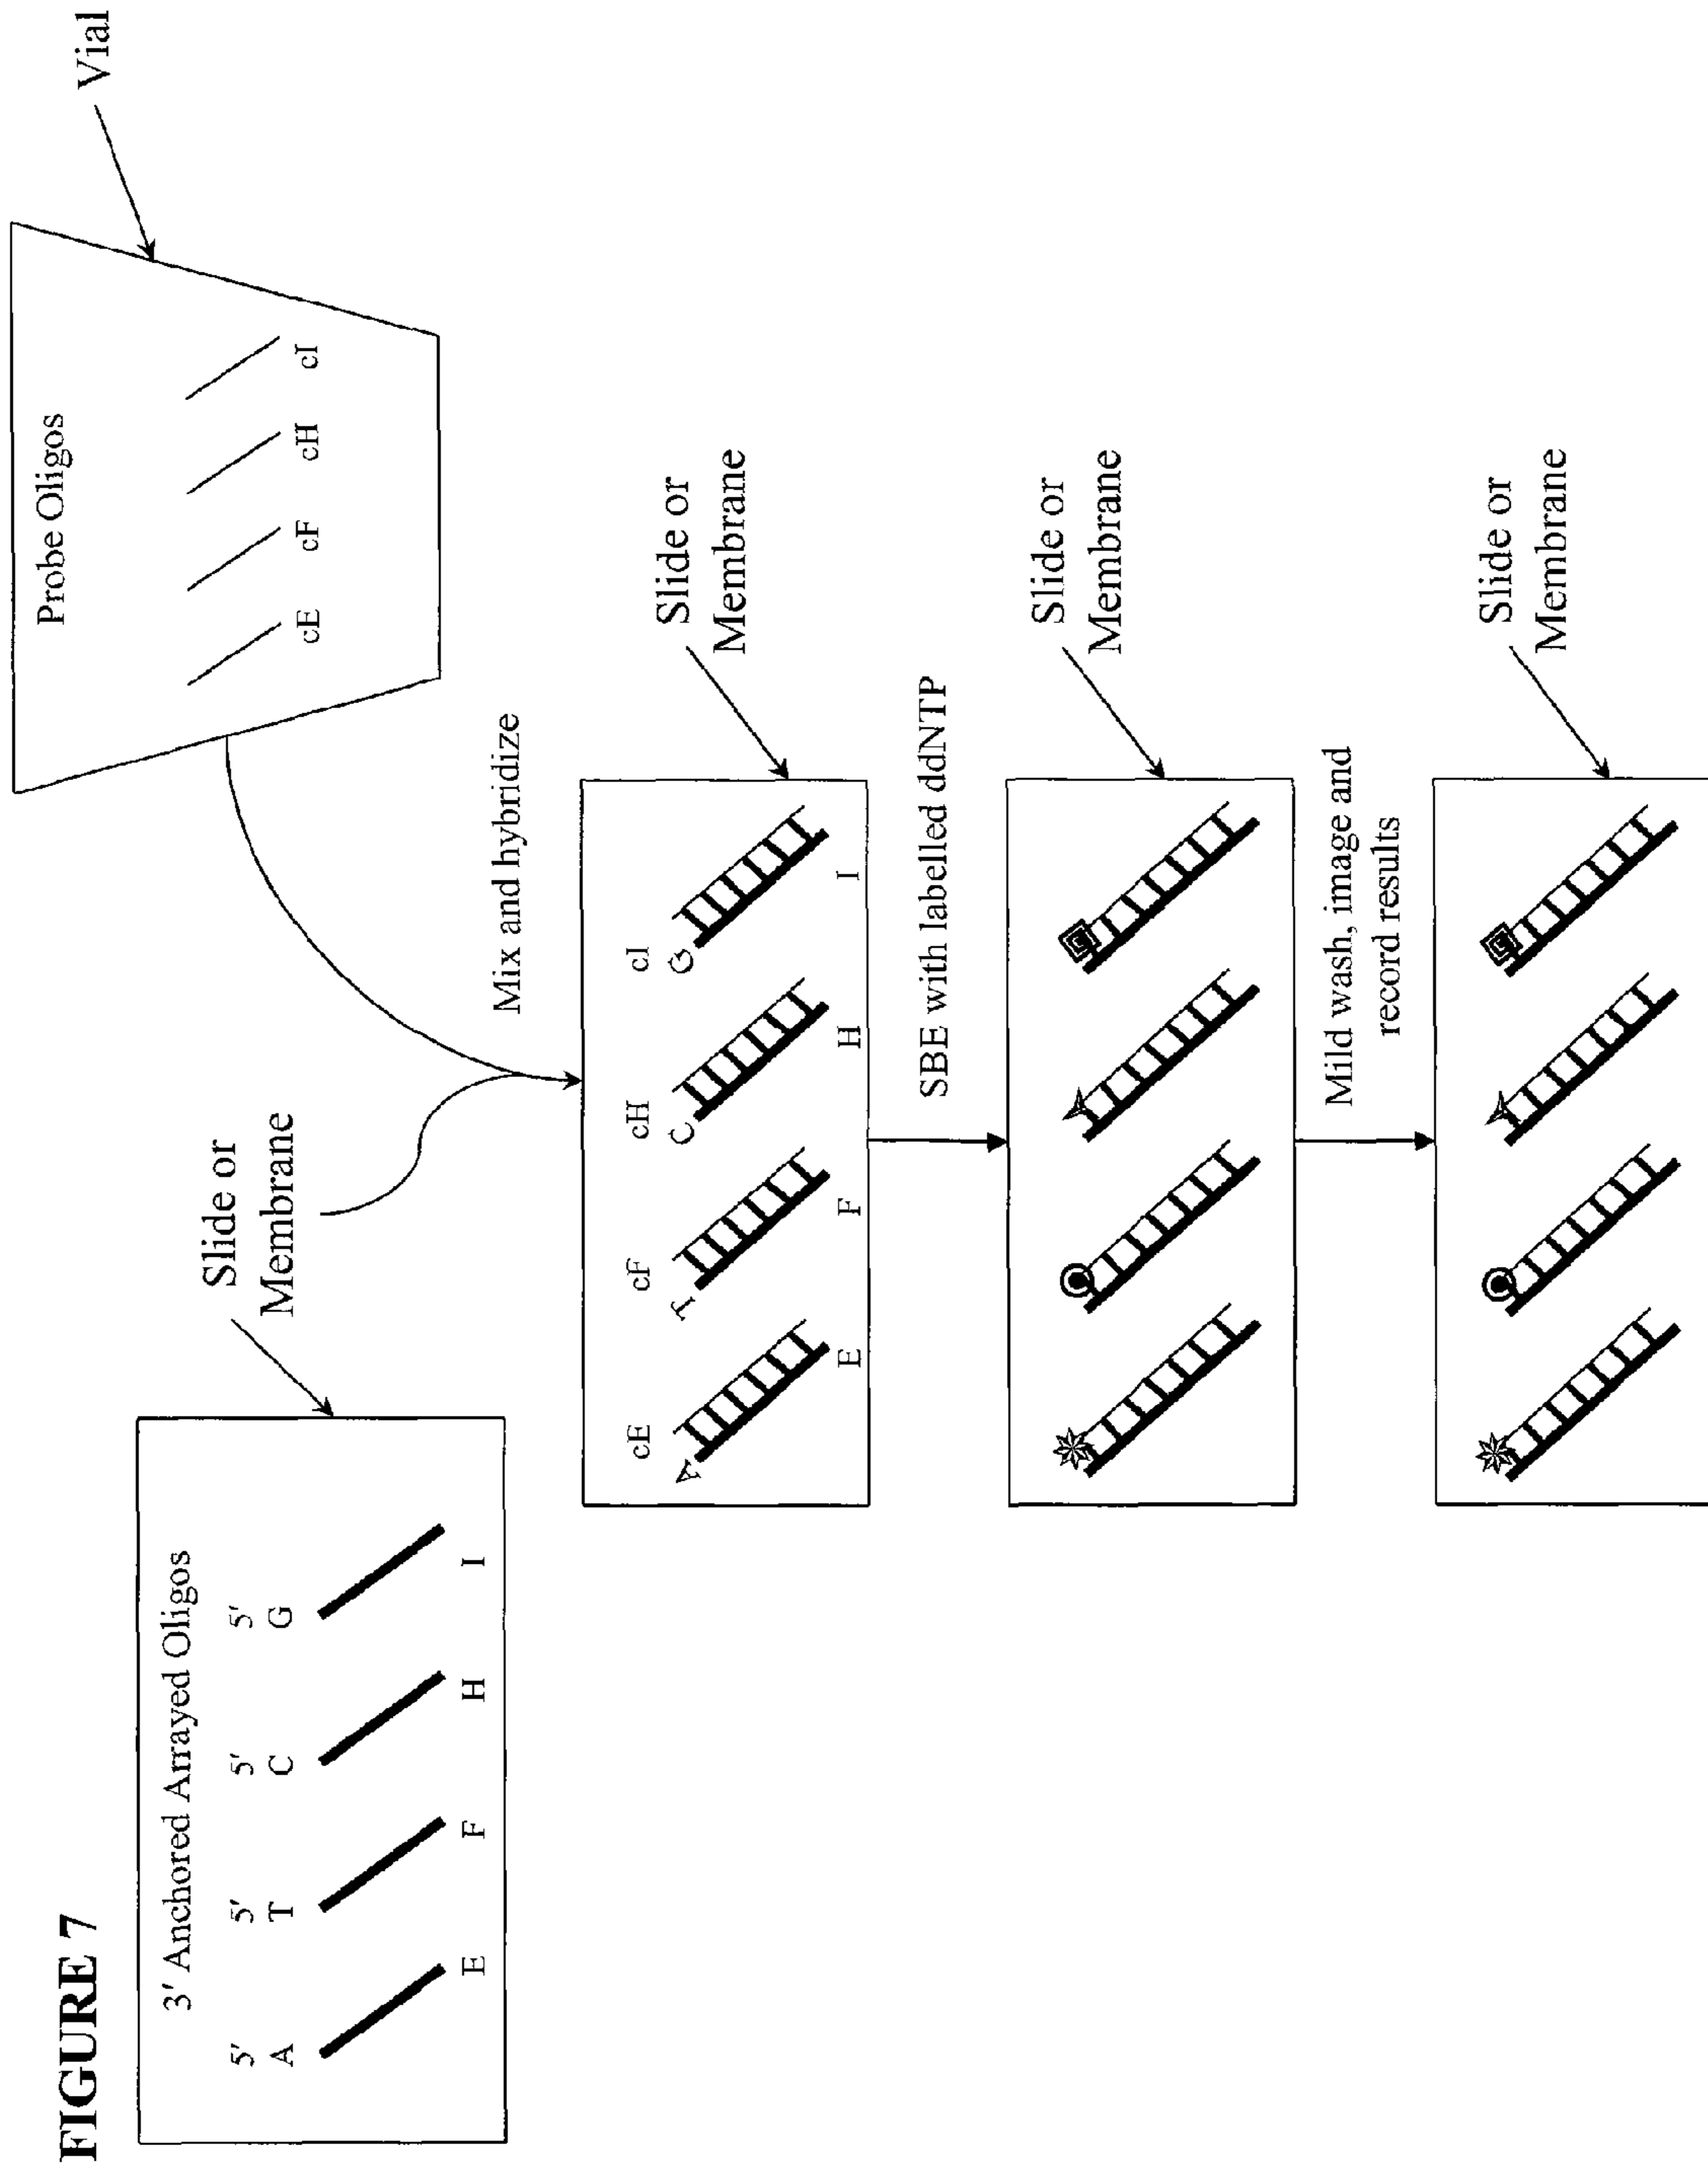 FIGURE 7
3' Anchored Arrayed Oligos
5' 5' 5' 5'
A T C G
E F H I
Slide or
Membrane
Probe Oligos
cE cF cH cI
Vial
Mix and hybridize
cE cF cH cI
A T C G
E F H I
Slide or
Membrane
SBE with labelled ddNTP
Slide or
Membrane
Mild wash, image and
record results
Slide or
Membrane